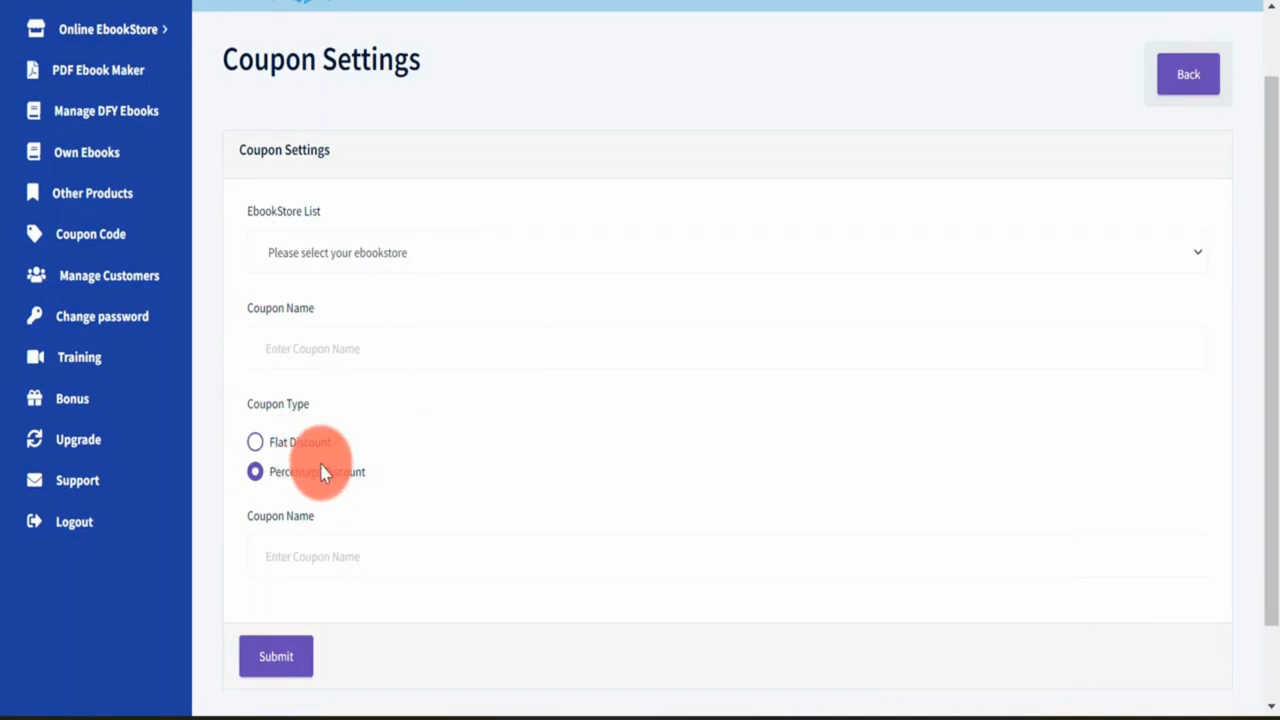 Online EbookStore >
PDF Ebook Maker
Manage DFY Ebooks
Own Ebooks
Other Products
Coupon Code
Manage Customers
Change password
Training
Bonus
Upgrade
Support
Logout
Coupon Settings
Back
Coupon Settings
EbookStore List
Please select your ebookstore
Coupon Name
Enter Coupon Name
Coupon Type
Flat Discount
Percentage Discount
Coupon Name
Enter Coupon Name
Submit